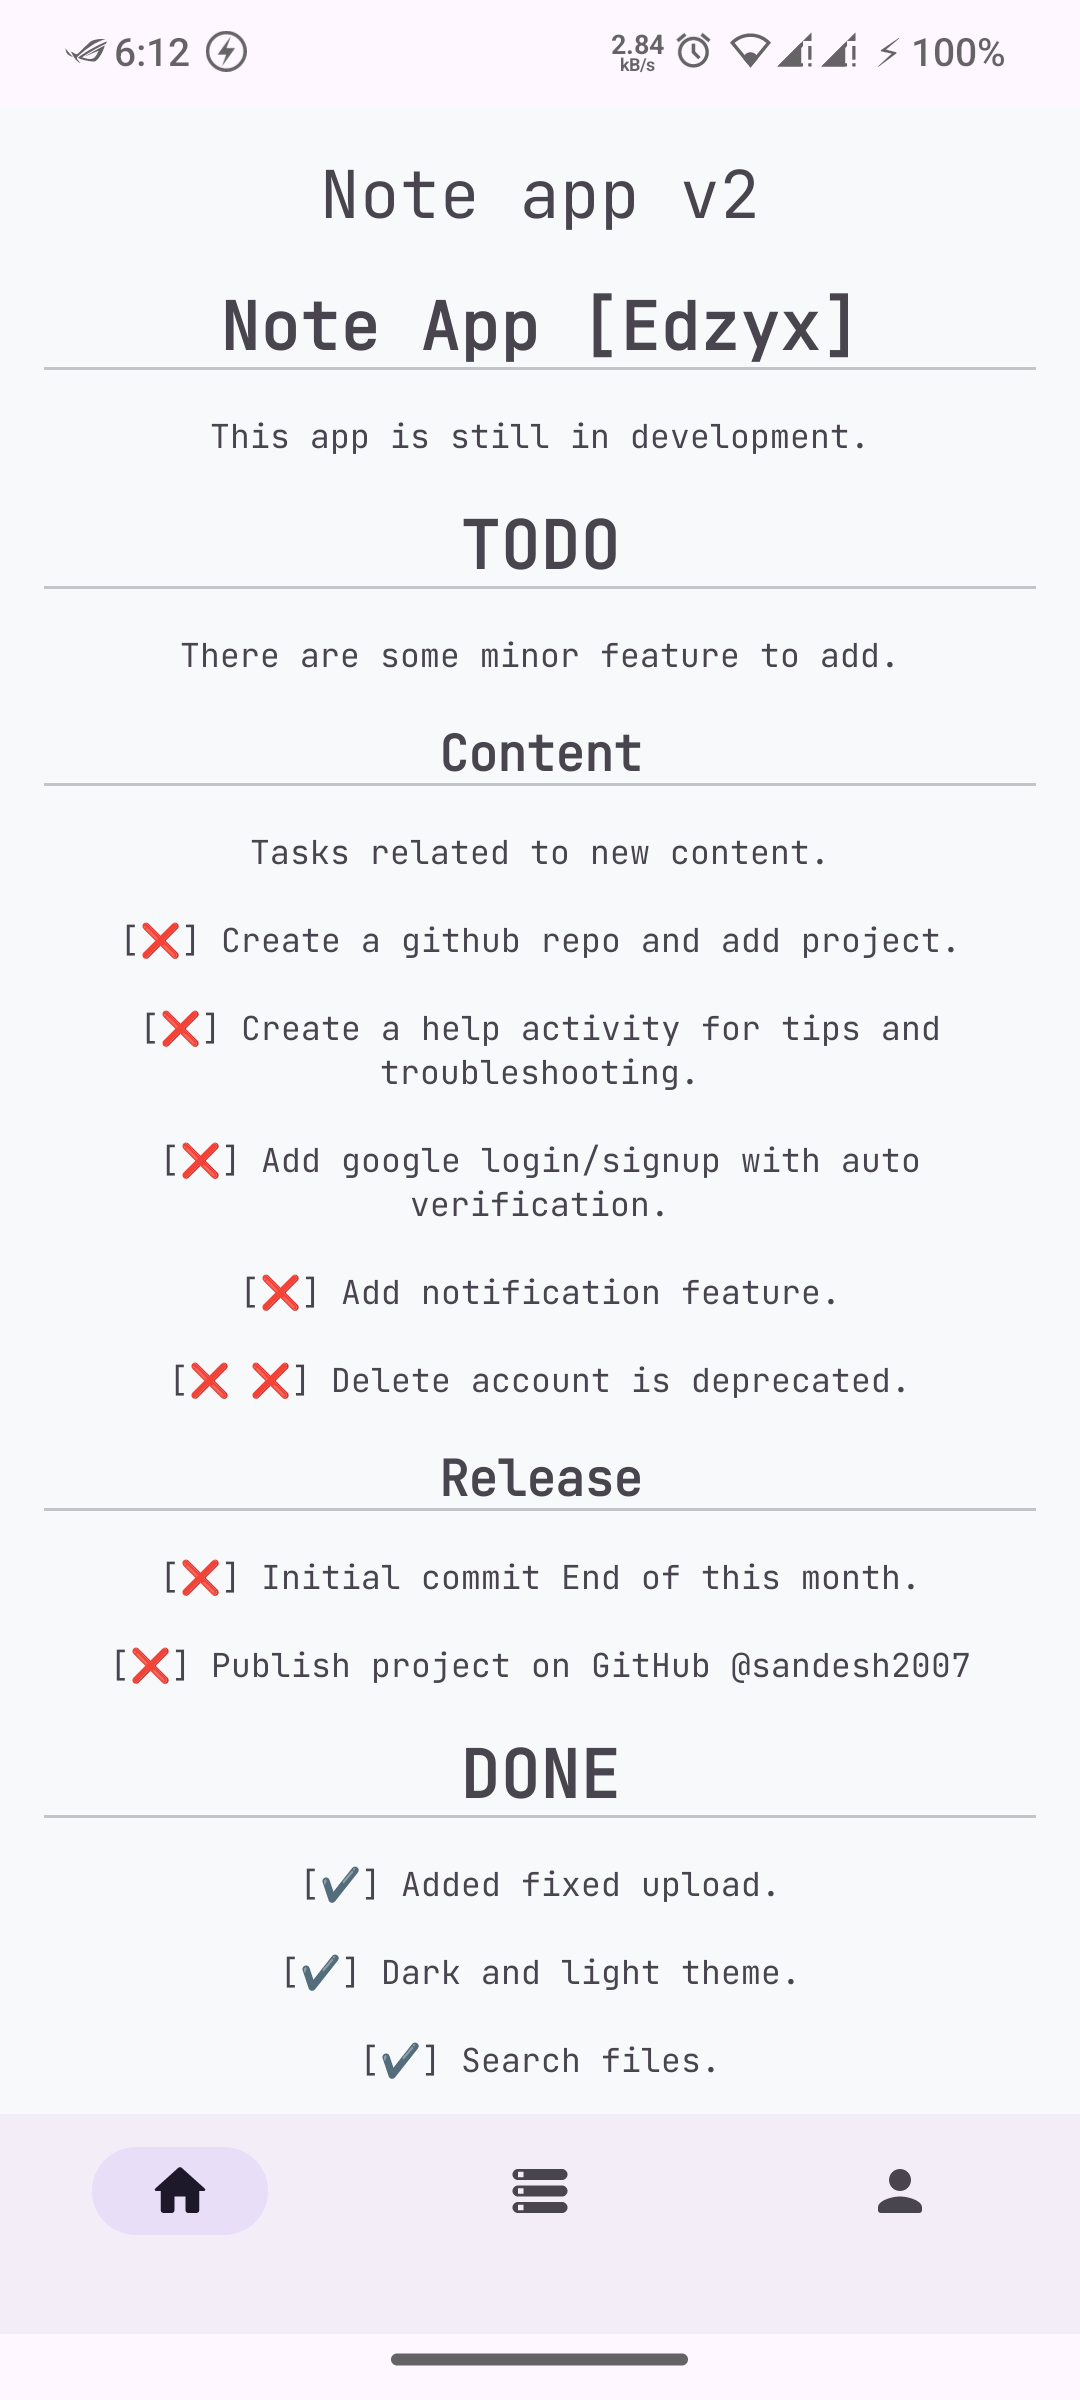 6:12
2.84
kB/s
100%
Note app v2
Note App [Edzyx]
This app is still in development.
TODO
There are some minor feature to add.
Content
Tasks related to new content.
[❌] Create a github repo and add project.
[❌] Create a help activity for tips and
troubleshooting.
[❌] Add google login/signup with auto
verification.
[❌] Add notification feature.
[❌ ❌] Delete account is deprecated.
Release
[❌] Initial commit End of this month.
[❌] Publish project on GitHub @sandesh2007
DONE
[✔️] Added fixed upload.
[✔️] Dark and light theme.
[✔️] Search files.